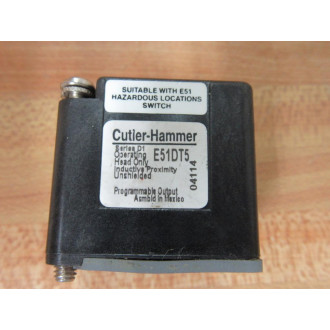 SUITABLE WITH E51
HAZARDOUS LOCATIONS
SWITCH
Cutler-Hammer
Series D1
Operating E51DT5
Head Only
Inductive Proximity
Unshielded
04114
Programmable Output
Asmbld in Mexico